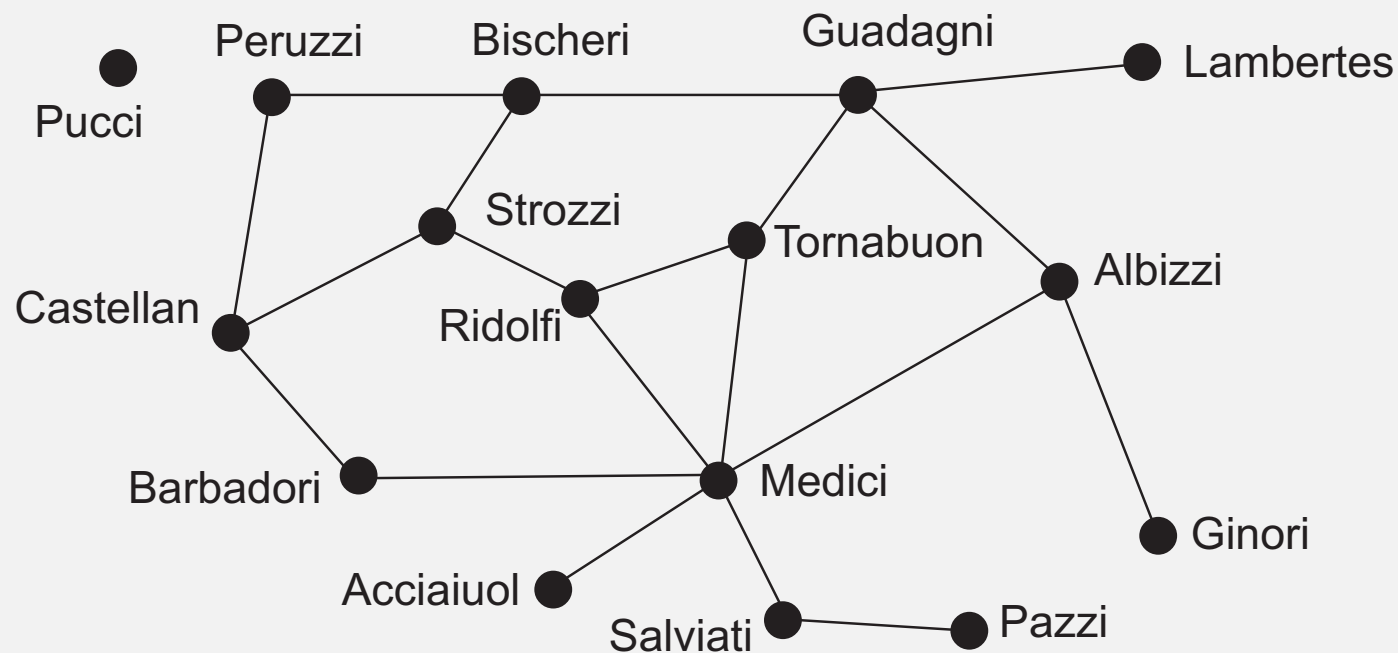 Peruzzi
Bischeri
Guadagni
Lambertes
Pucci
Strozzi
Tornabuon
Albizzi
Castellan
Ridolfi
Barbadori
Medici
Ginori
Acciaiuol
Salviati
Pazzi